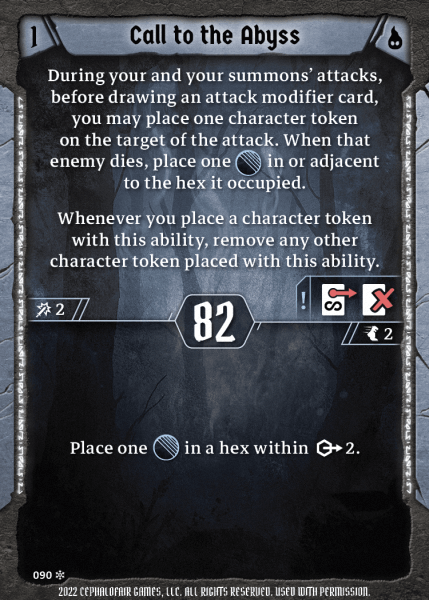 1
Call to the Abyss
During your and your summons' attacks,
before drawing an attack modifier card,
you may place one character token
on the target of the attack. When that
enemy dies, place one in or adjacent
to the hex it occupied.
Whenever you place a character token
with this ability, remove any other
character token placed with this ability.
2
82
!
2
Place one in a hex within 2.
090
2022 CEPHALOFAIR GAMES, LLC. ALL RIGHTS RESERVED. USED WITH PERMISSION.